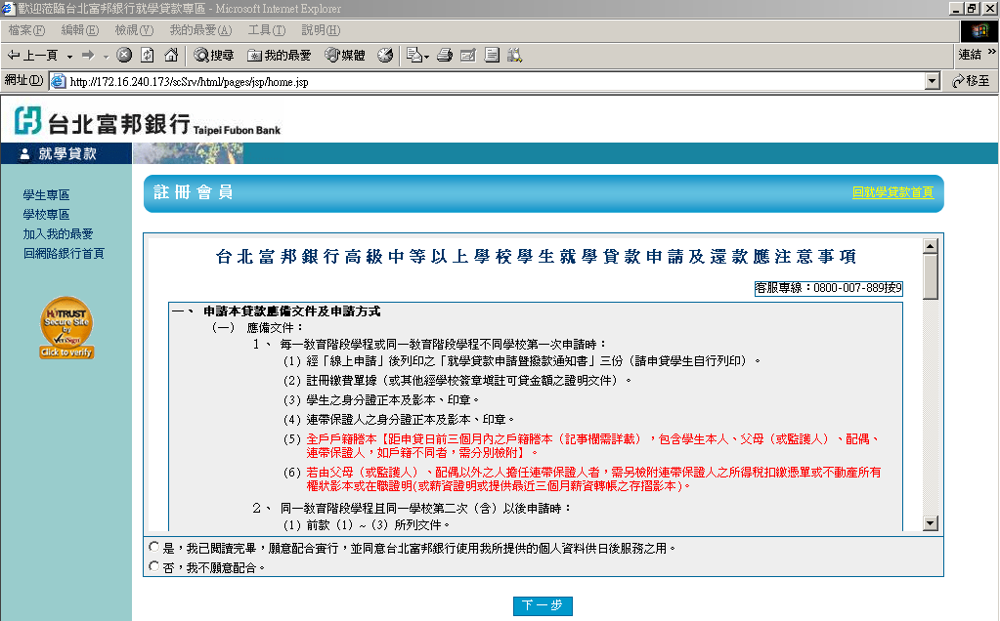 歡迎蒞臨台北富邦銀行就學貸款專區 - Microsoft Internet Explorer
檔案(F) 編輯(E) 檢視(V) 我的最愛(A) 工具(T) 說明(H)
上一頁 搜尋 我的最愛 媒體 連結 »
網址(D) http://172.16.240.173/scSrv/html/pages/jsp/home.jsp 移至
台北富邦銀行 Taipei Fubon Bank
就學貸款
學生專區
學校專區
加入我的最愛
回網路銀行首頁
HiTRUST
Secure Site
by
VeriSign
Click to verify
註冊會員
回就學貸款首頁
台北富邦銀行高級中等以上學校學生就學貸款申請及還款應注意事項
客服專線：0800-007-889按9
一、 申請本貸款應備文件及申請方式
（一） 應備文件：
1、 每一教育階段學程或同一教育階段學程不同學校第一次申請時：
(1) 經「線上申請」後列印之「就學貸款申請暨撥款通知書」三份（請申貸學生自行列印）。
(2) 註冊繳費單據（或其他經學校簽章填註可貸金額之證明文件）。
(3) 學生之身分證正本及影本、印章。
(4) 連帶保證人之身分證正本及影本、印章。
(5) 全戶戶籍謄本【距申貸日前三個月內之戶籍謄本（記事欄需詳載），包含學生本人、父母（或監護人）、配偶、
連帶保證人，如戶籍不同者，需分別檢附】。
(6) 若由父母（或監護人）、配偶以外之人擔任連帶保證人者，需另檢附連帶保證人之所得稅扣繳憑單或不動產所有
權狀影本或在職證明(或薪資證明或提供最近三個月薪資轉帳之存摺影本)。
2、 同一教育階段學程且同一學校第二次（含）以後申請時：
(1) 前款（1）~（3）所列文件。
是，我已閱讀完畢，願意配合實行，並同意台北富邦銀行使用我所提供的個人資料供日後服務之用。
否，我不願意配合。
下一步